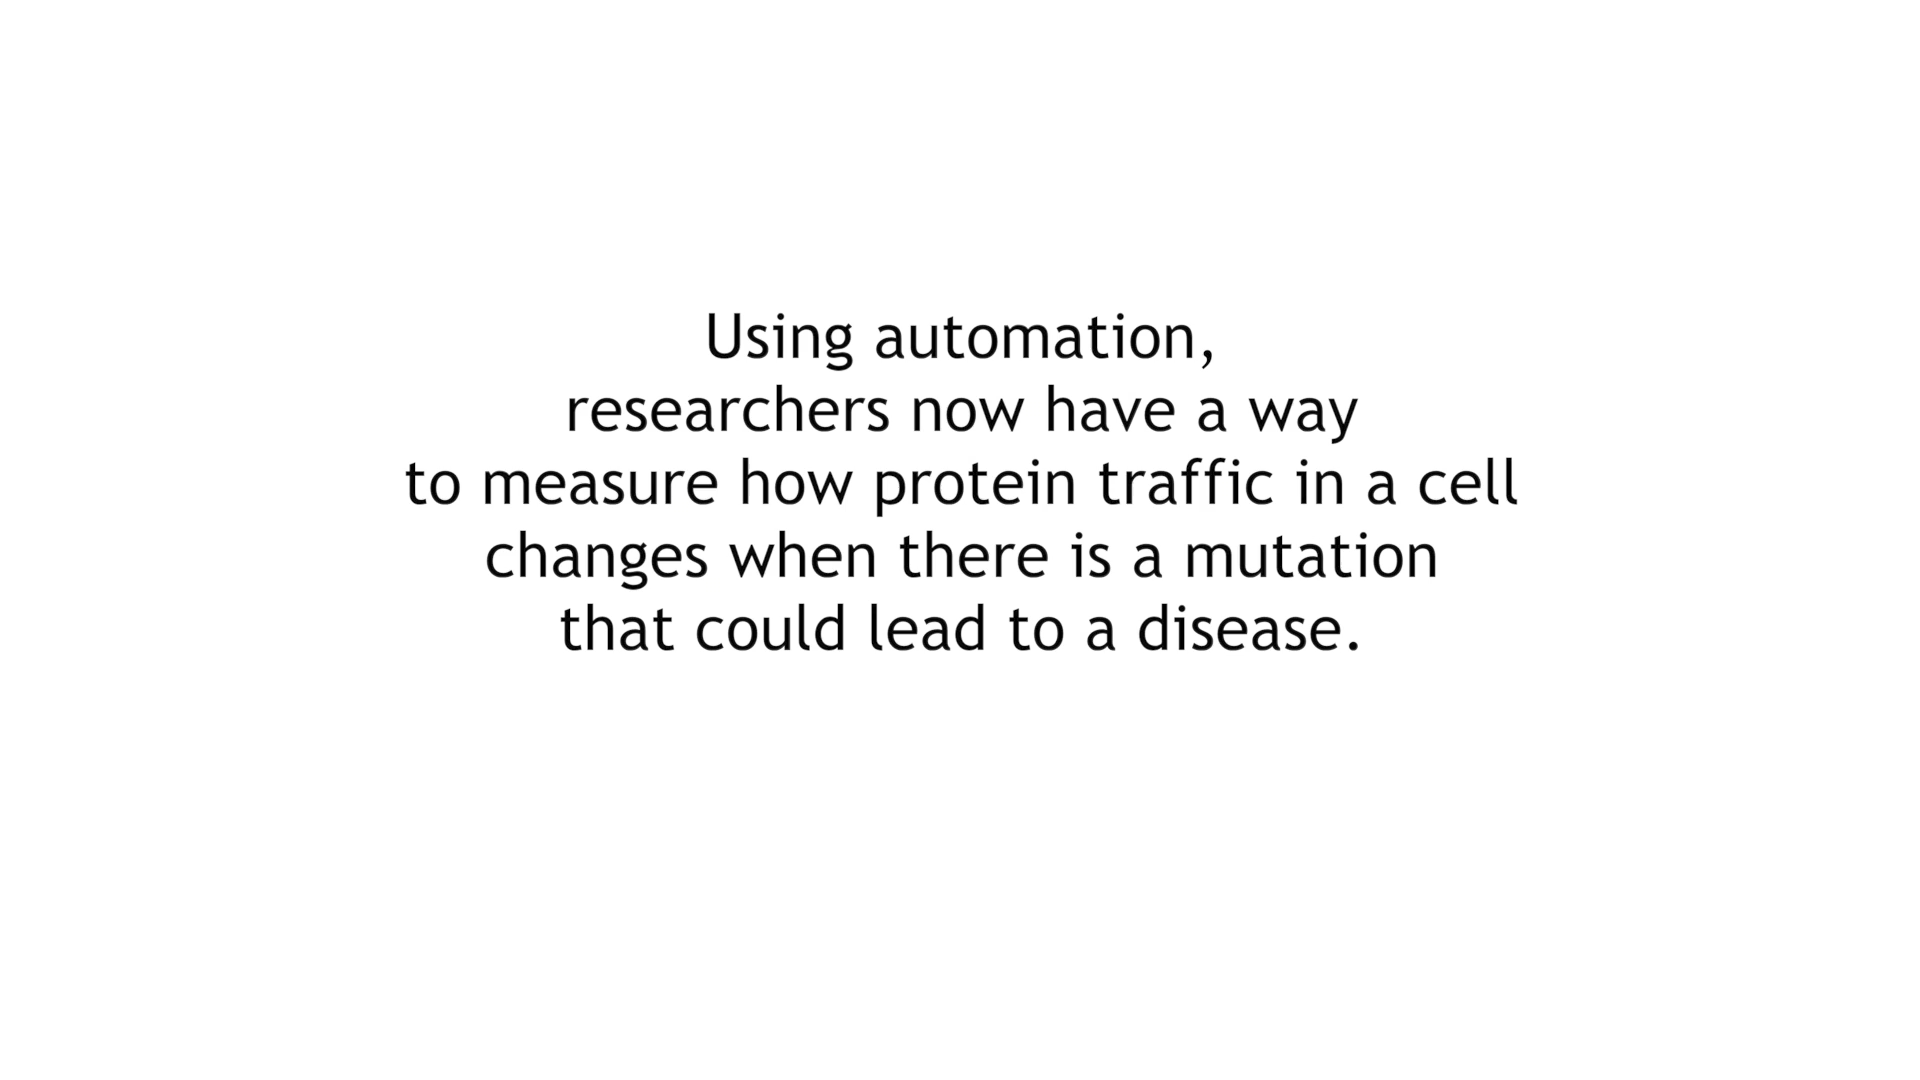 Using automation,
researchers now have a way
to measure how protein traffic in a cell
changes when there is a mutation
that could lead to a disease.